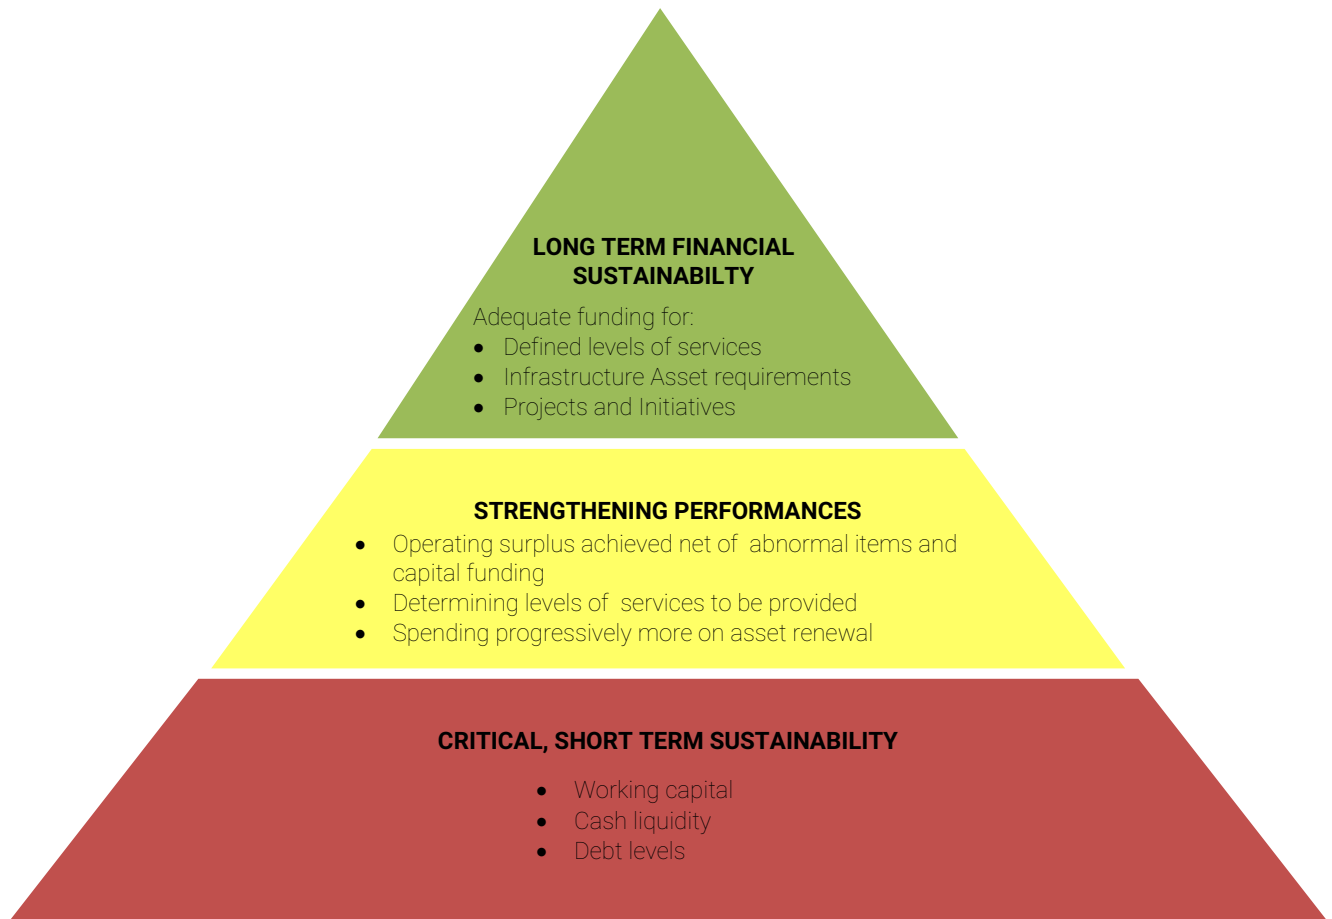 LONG TERM FINANCIAL
SUSTAINABILTY
Adequate funding for:
• Defined levels of services
• Infrastructure Asset requirements
• Projects and Initiatives
STRENGTHENING PERFORMANCES
• Operating surplus achieved net of  abnormal items and
capital funding
• Determining levels of  services to be provided
• Spending progressively more on asset renewal
CRITICAL, SHORT TERM SUSTAINABILITY
• Working capital
• Cash liquidity
• Debt levels